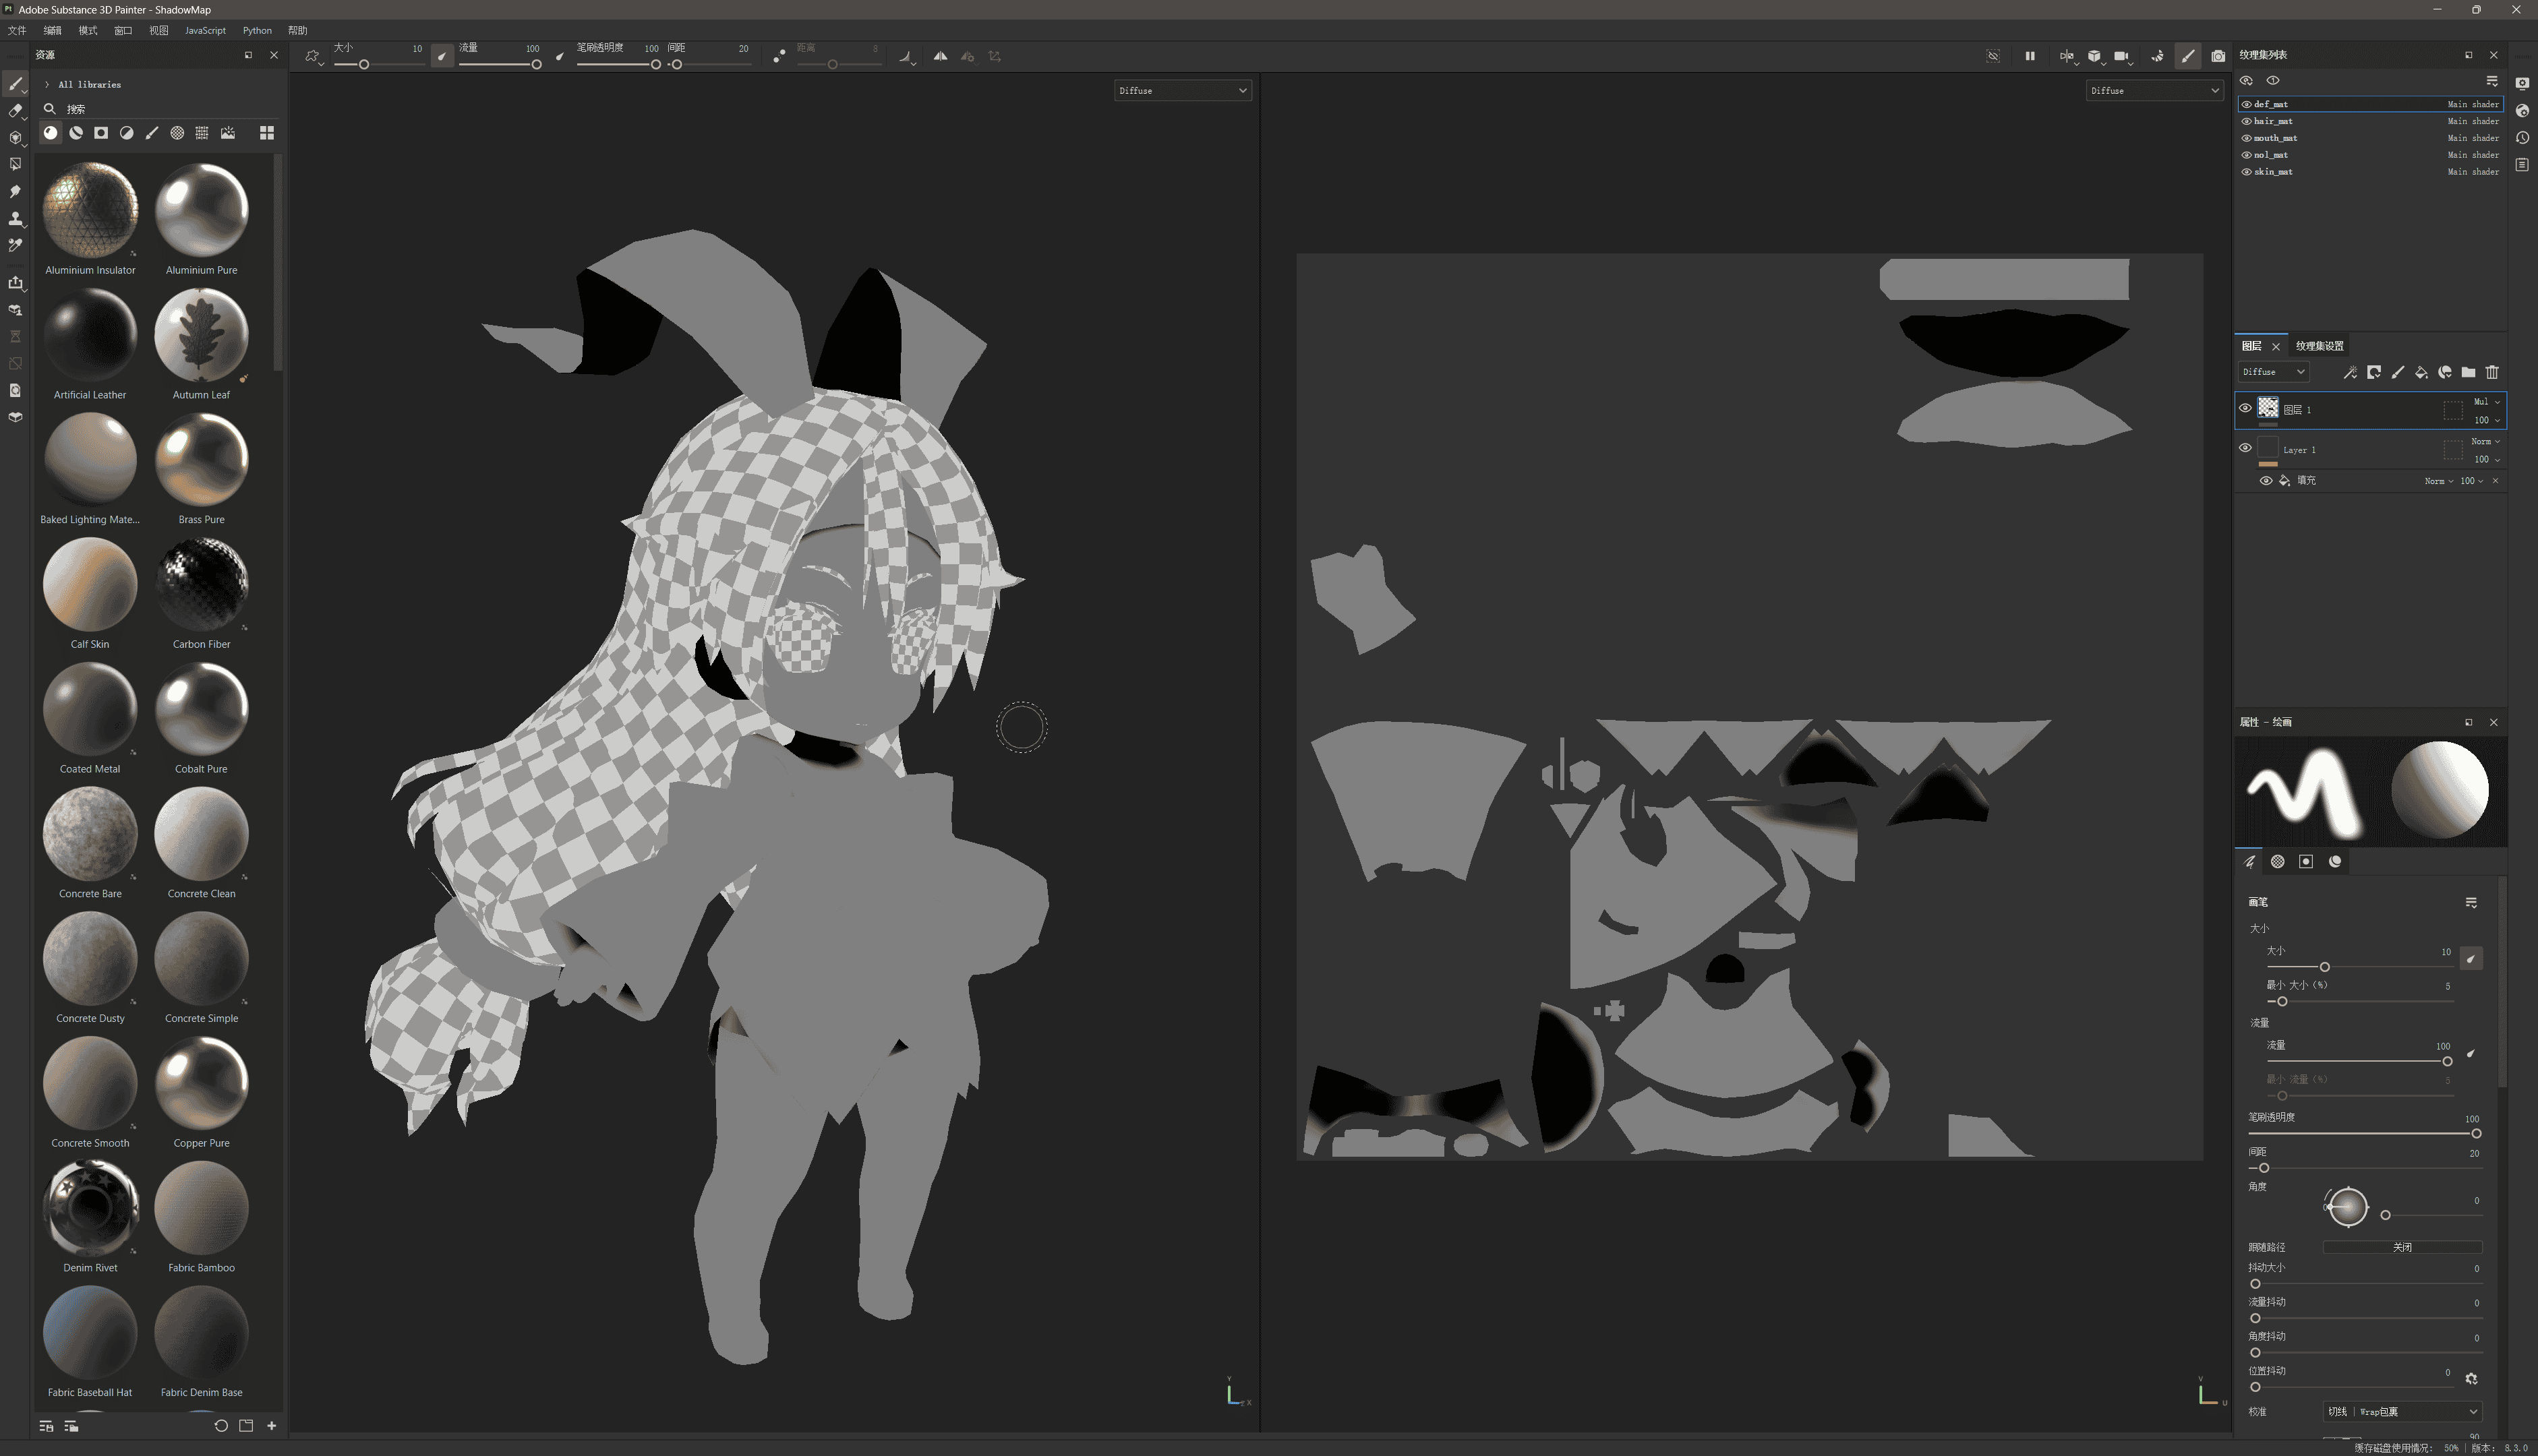 Pt Adobe Substance 3D Painter - ShadowMap
文件 编辑 模式 窗口 视图 JavaScript Python 帮助
资源
All libraries
搜索
Aluminium Insulator
Aluminium Pure
Artificial Leather
Autumn Leaf
Baked Lighting Mate...
Brass Pure
Calf Skin
Carbon Fiber
Coated Metal
Cobalt Pure
Concrete Bare
Concrete Clean
Concrete Dusty
Concrete Simple
Concrete Smooth
Copper Pure
Denim Rivet
Fabric Bamboo
Fabric Baseball Hat
Fabric Denim Base
大小 10 流量 100 笔刷透明度 100 间距 20 距离 8
Diffuse
Y
X
Diffuse
V
U
纹理集列表
def_mat Main shader
hair_mat Main shader
mouth_mat Main shader
nol_mat Main shader
skin_mat Main shader
图层 纹理集设置
Diffuse
图层 1 Mul
100
Layer 1 Norm
100
填充 Norm 100
属性 - 绘画
画笔
大小
大小 10
最小 大小 (%) 5
流量
流量 100
最小 流量 (%) 5
笔刷透明度 100
间距 20
角度
0
0
跟随路径 关闭
抖动大小 0
流量抖动 0
角度抖动 0
位置抖动 0
校准 切线 | Wrap包裹
90
缓存磁盘使用情况: 50% | 版本: 8.3.0